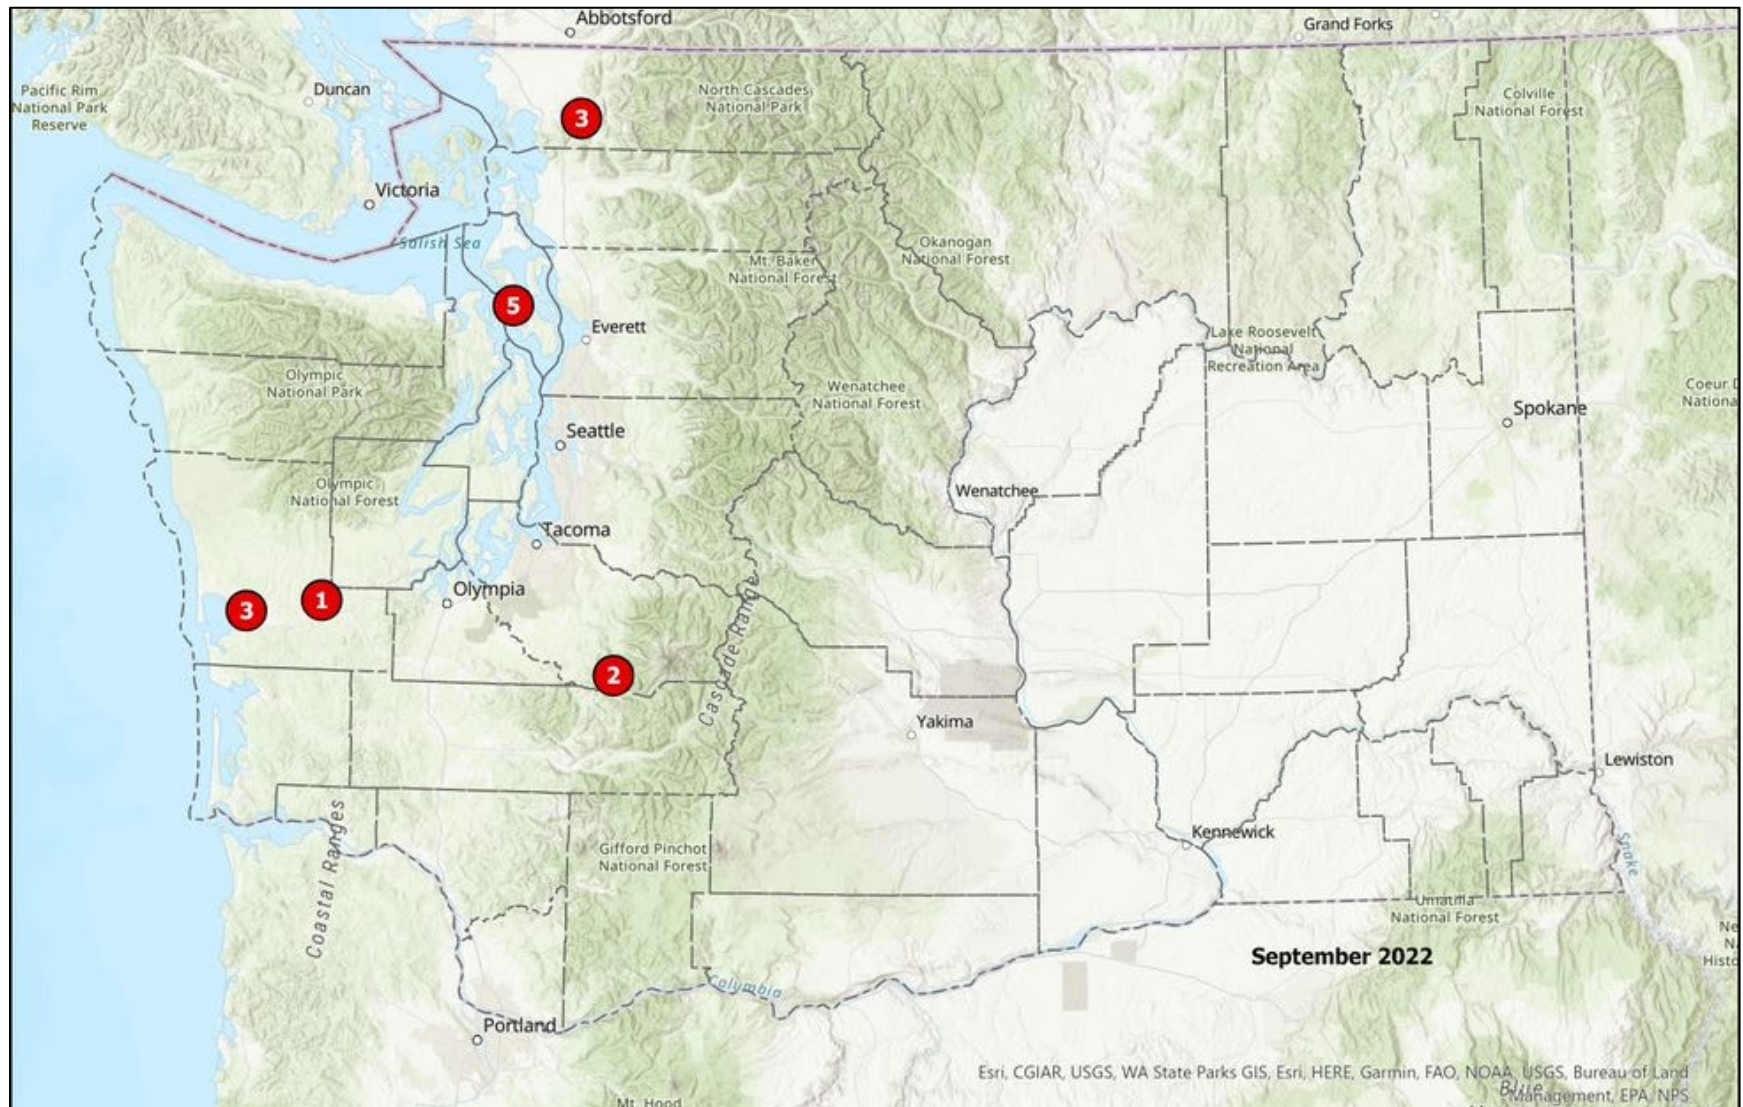 Abbotsford
Grand Forks
Pacific Rim
National Park
Reserve
Duncan
North Cascades
National Park
Colville
National Forest
3
Victoria
Salish Sea
Okanogan
National Forest
Mt. Baker
National Forest
5
Everett
Lake Roosevelt
National
Recreation Area
Olympic
National Park
Wenatchee
National Forest
Coeur D
Nationa
Spokane
Seattle
Olympic
National Forest
Wenatchee
Tacoma
Olympia
3
1
2
Cascade Range
Yakima
Lewiston
Coastal Ranges
Gifford Pinchot
National Forest
Kennewick
Snake
Umatilla
National Forest
Ne
N
Histo
September 2022
Columbia
Portland
Esri, CGIAR, USGS, WA State Parks GIS, Esri, HERE, Garmin, FAO, NOAA, USGS, Bureau of Land
Management, EPA, NPS
Blue
Mt. Hood